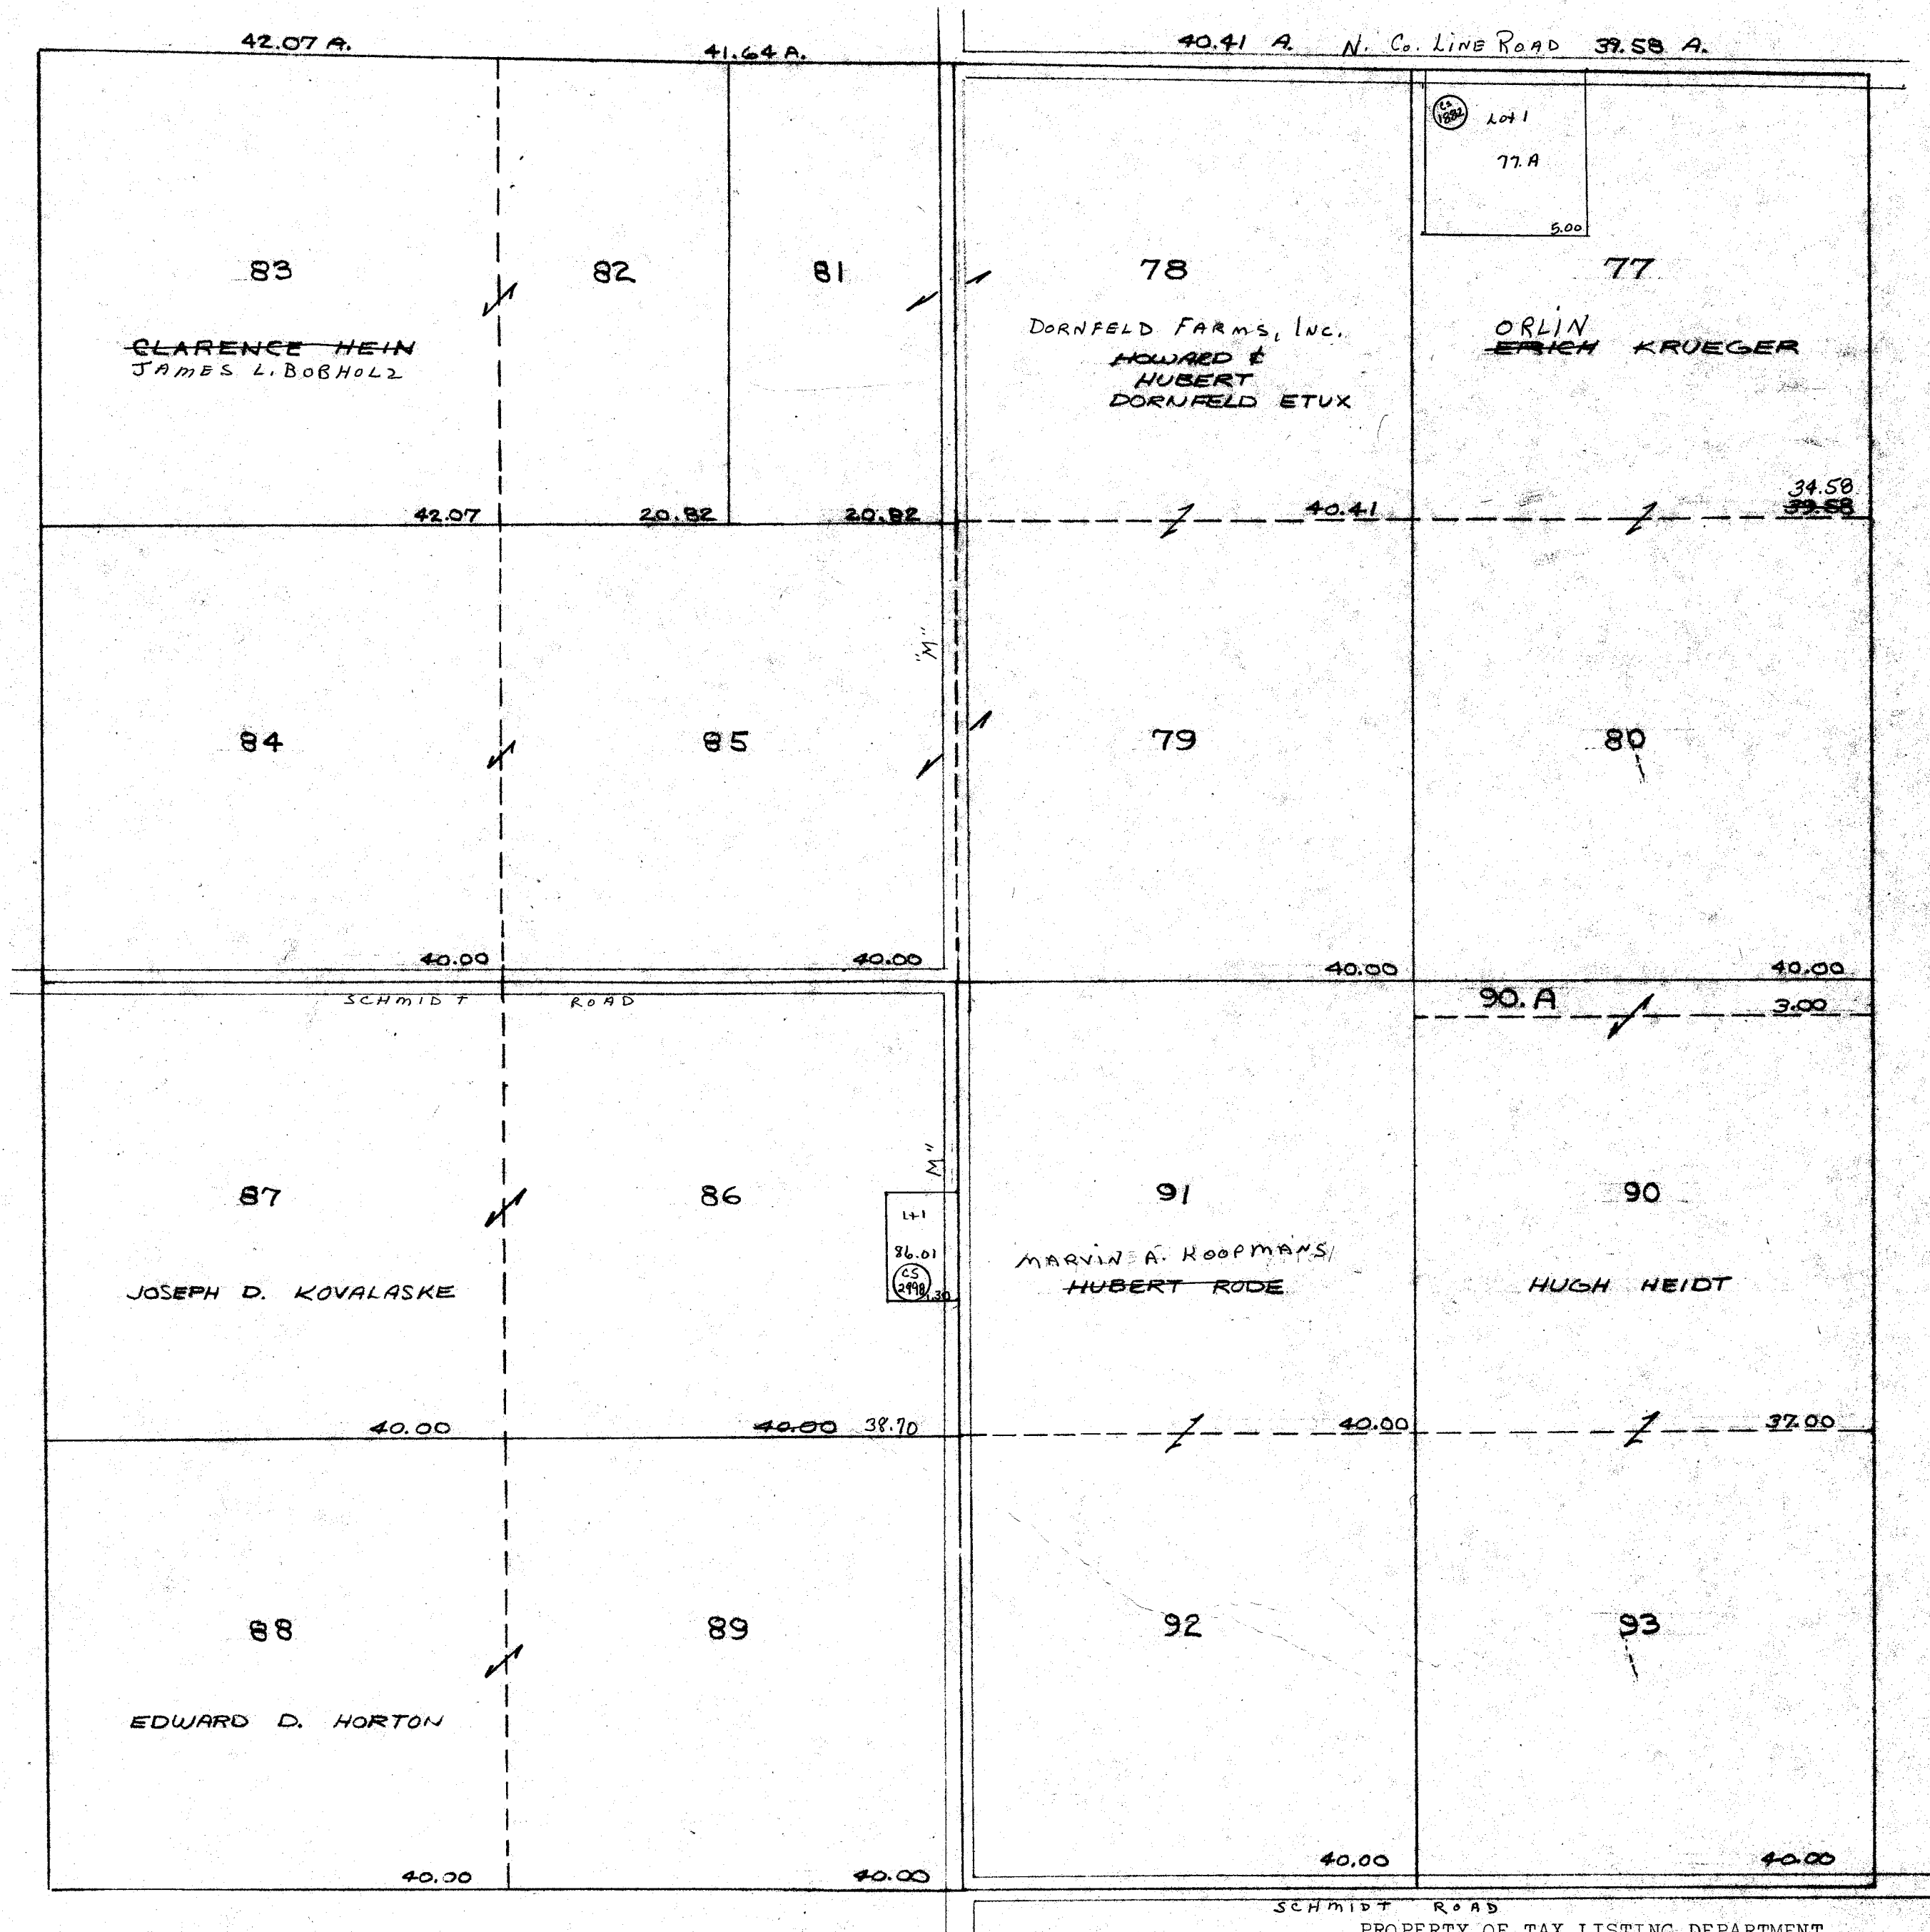 42.07 A.
41.64 A.
40.41 A. N. Co. LINE ROAD 39.58 A.
CS 1882 Lot 1
77.A
5.00
83
82
81
78
77
CLARENCE HEIN
JAMES L. BOBHOLZ
DORNFELD FARMS, INC.
HOWARD &
HUBERT
DORNFELD ETUX
ORLIN
ERICH KRUEGER
42.07
20.82
20.82
40.41
34.58
39.58
"M"
84
85
79
80
40.00
40.00
40.00
40.00
SCHMIDT ROAD
90.A
3.00
M"
87
86
91
90
Lt 1
86.01
CS
2998
1.30
JOSEPH D. KOVALASKE
MARVIN A. KOOPMANS
HUBERT RODE
HUGH HEIDT
40.00
40.00 38.70
40.00
37.00
88
89
92
93
EDWARD D. HORTON
40.00
40.00
40.00
40.00
SCHMIDT ROAD
PROPERTY OF TAX LISTING DEPARTMENT